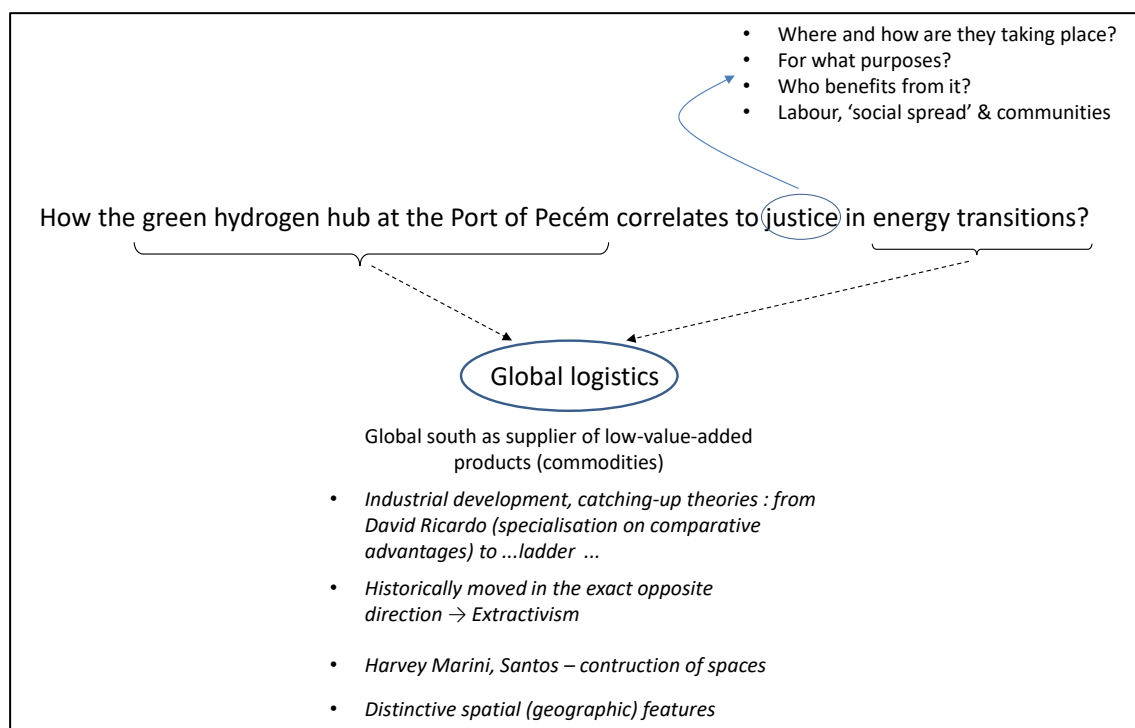 • Where and how are they taking place?
• For what purposes?
• Who benefits from it?
• Labour, ‘social spread’ & communities
How the green hydrogen hub at the Port of Pecém correlates to justice in energy transitions?
Global logistics
Global south as supplier of low-value-added
products (commodities)
• Industrial development, catching-up theories : from
David Ricardo (specialisation on comparative
advantages) to ...ladder ...
• Historically moved in the exact opposite
direction → Extractivism
• Harvey Marini, Santos – contruction of spaces
• Distinctive spatial (geographic) features